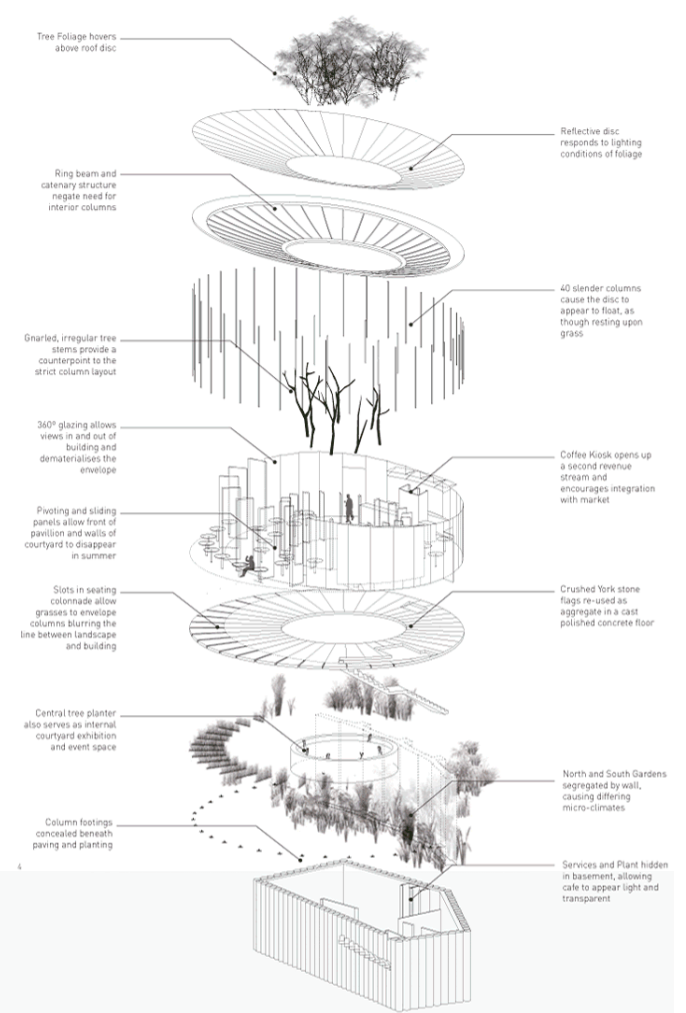 Tree Foliage hovers
above roof disc
Reflective disc
responds to lighting
conditions of foliage
Ring beam and
catenary structure
negate need for
interior columns
40 slender columns
cause the disc to
appear to float, as
though resting upon
grass
Gnarled, irregular tree
stems provide a
counterpoint to the
strict column layout
360º glazing allows
views in and out of
building and
dematerialises the
envelope
Coffee Kiosk opens up
a second revenue
stream and
encourages integration
with market
Pivoting and sliding
panels allow front of
pavillion and walls of
courtyard to disappear
in summer
Slots in seating
colonnade allow
grasses to envelope
columns blurring the
line between landscape
and building
Crushed York stone
flags re-used as
aggregate in a cast
polished concrete floor
Central tree planter
also serves as internal
courtyard exhibition
and event space
North and South Gardens
segregated by wall,
causing differing
micro-climates
Column footings
concealed beneath
paving and planting
4
Services and Plant hidden
in basement, allowing
cafe to appear light and
transparent